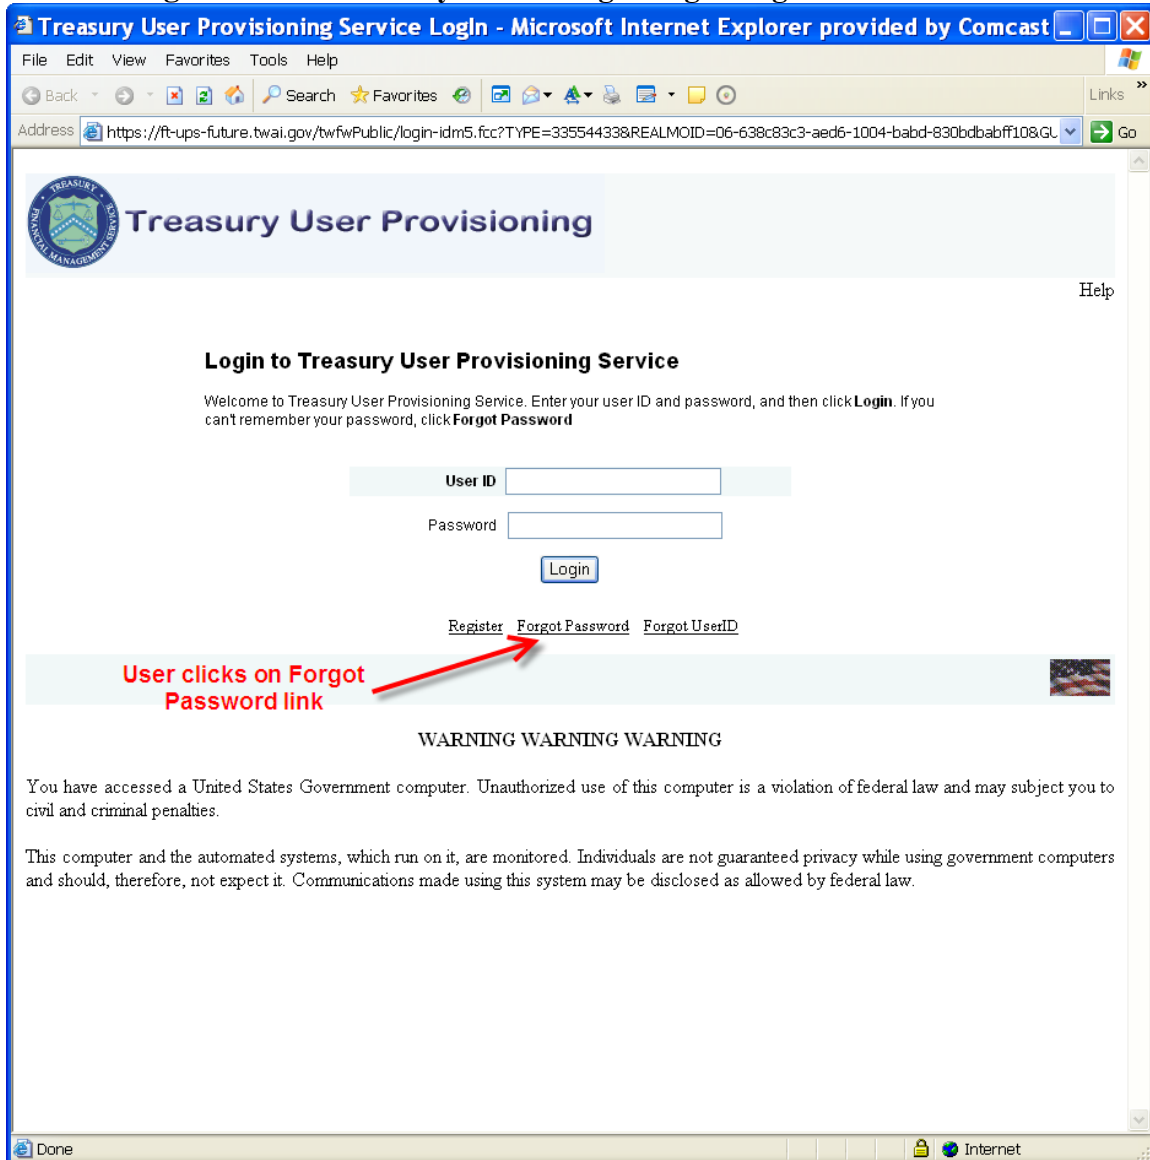 Treasury User Provisioning Service LogIn - Microsoft Internet Explorer provided by Comcast
File Edit View Favorites Tools Help
Back Search Favorites Links »
Address https://ft-ups-future.twai.gov/twfwPublic/login-idm5.fcc?TYPE=33554433&REALMOID=06-638c83c3-aed6-1004-babd-830bdbabff10&GU Go
TREASURY
FINANCIAL MANAGEMENT SERVICE
Treasury User Provisioning
Help
Login to Treasury User Provisioning Service
Welcome to Treasury User Provisioning Service. Enter your user ID and password, and then click Login. If you
can't remember your password, click Forgot Password
User ID
Password
Login
Register Forgot Password Forgot UserID
User clicks on Forgot
Password link
WARNING WARNING WARNING
You have accessed a United States Government computer. Unauthorized use of this computer is a violation of federal law and may subject you to
civil and criminal penalties.
This computer and the automated systems, which run on it, are monitored. Individuals are not guaranteed privacy while using government computers
and should, therefore, not expect it. Communications made using this system may be disclosed as allowed by federal law.
Done Internet